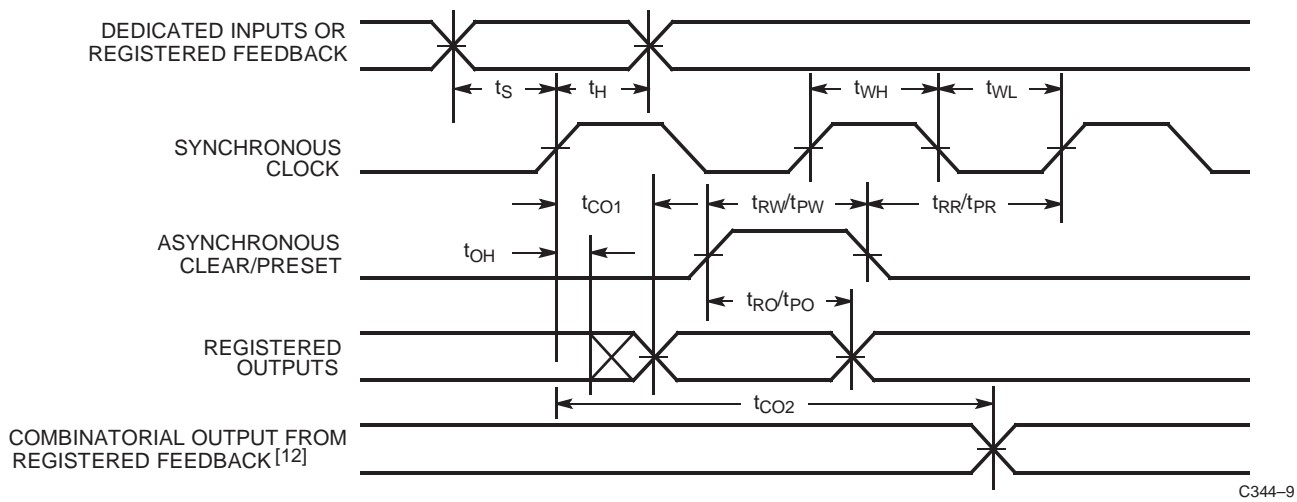 DEDICATED INPUTS OR
REGISTERED FEEDBACK
tS
tH
tWH
tWL
SYNCHRONOUS
CLOCK
tCO1
tRW/tPW
tRR/tPR
ASYNCHRONOUS
CLEAR/PRESET
tOH
tRO/tPO
REGISTERED
OUTPUTS
tCO2
COMBINATORIAL OUTPUT FROM
REGISTERED FEEDBACK[12]
C344–9